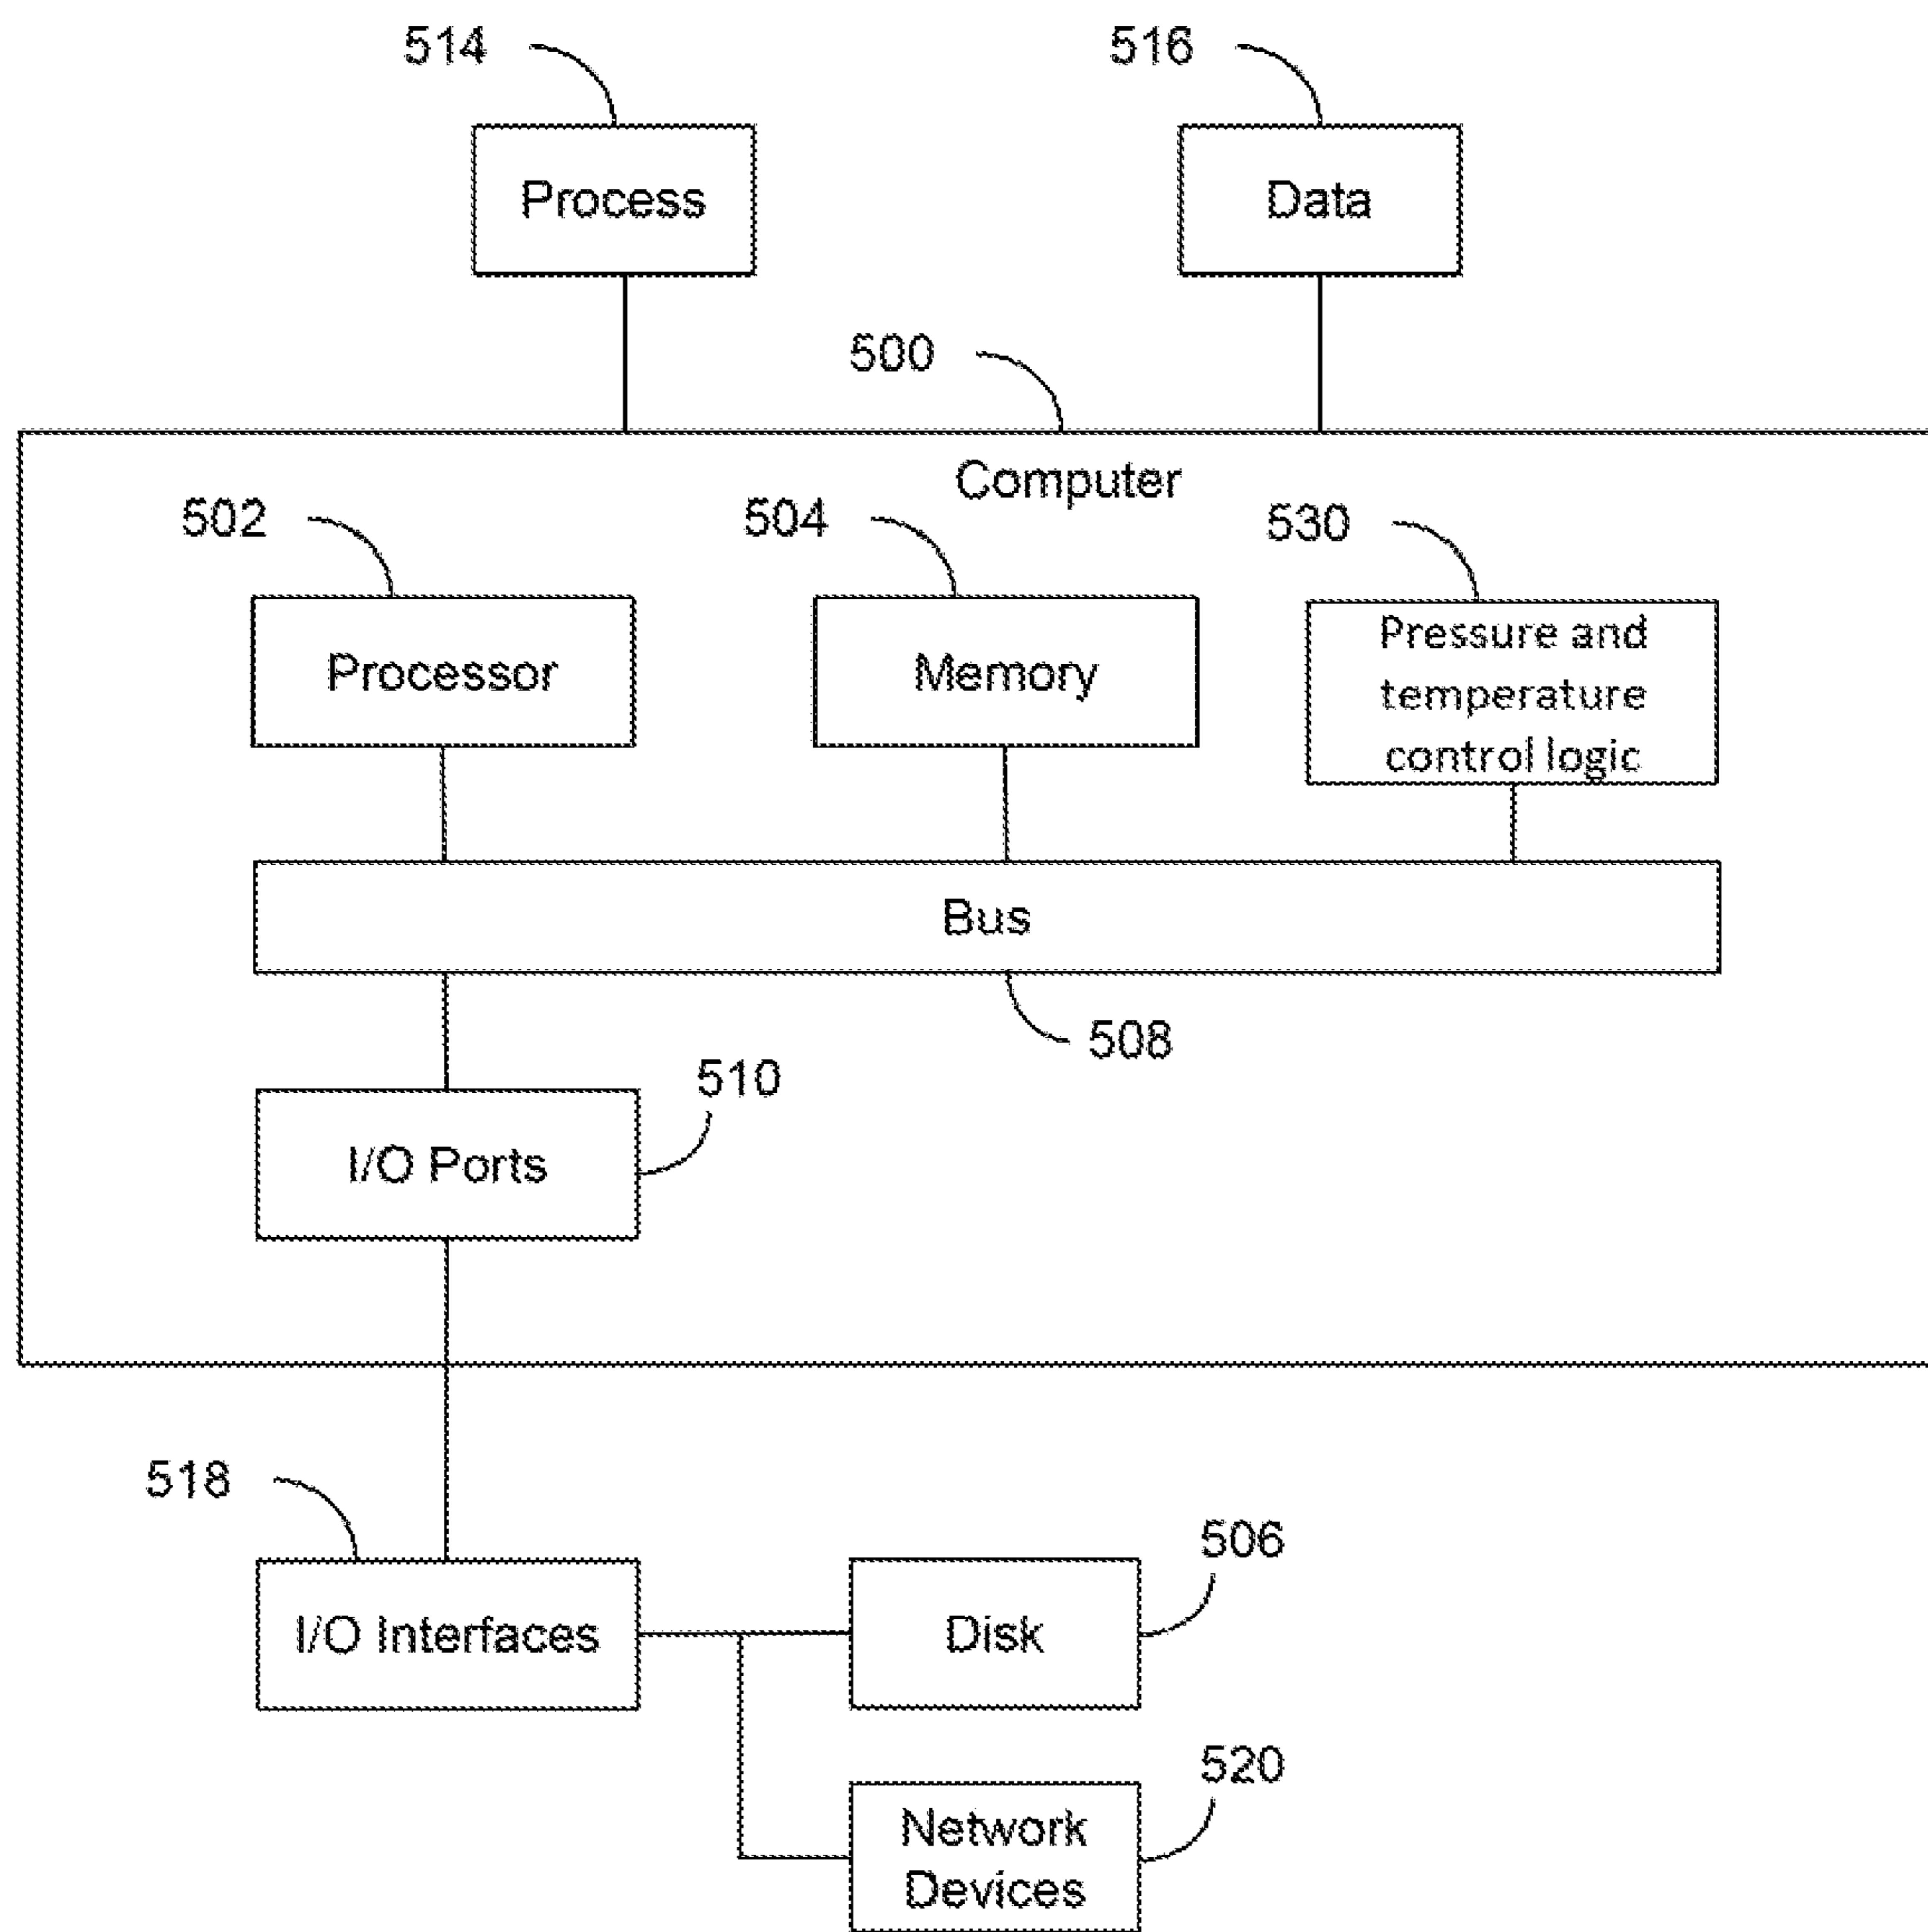 514
516
Process
Data
500
Computer
502
504
530
Processor
Memory
Pressure and
temperature
control logic
Bus
508
510
I/O Ports
518
506
I/O Interfaces
Disk
520
Network
Devices